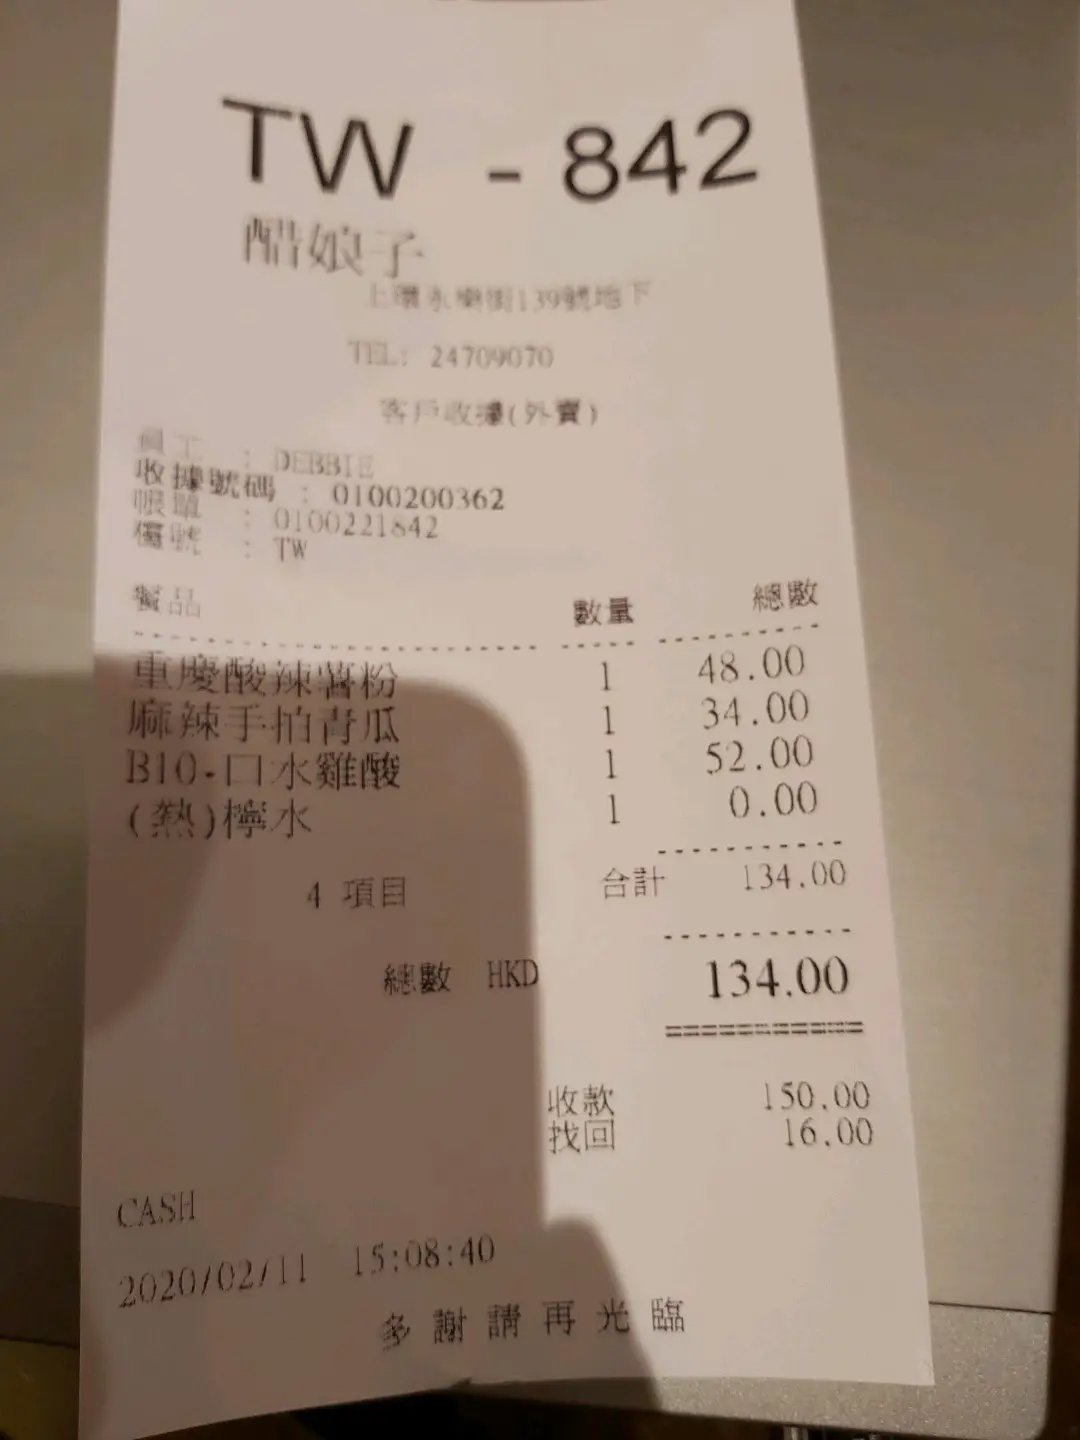 TW - 842
醋娘子
上環永樂街139號地下
TEL: 24709070
客戶收據(外賣)
員工 : DEBBIE
收據號碼 : 0100200362
帳單 : 0100221842
櫃號 : TW
餐品 數量 總數
重慶酸辣薯粉 1 48.00
麻辣手拍青瓜 1 34.00
B10-口水雞酸 1 52.00
(熱)檸水 1 0.00
4 項目 合計 134.00
總數 HKD 134.00
收款 150.00
找回 16.00
CASH
2020/02/11 15:08:40
多謝請再光臨